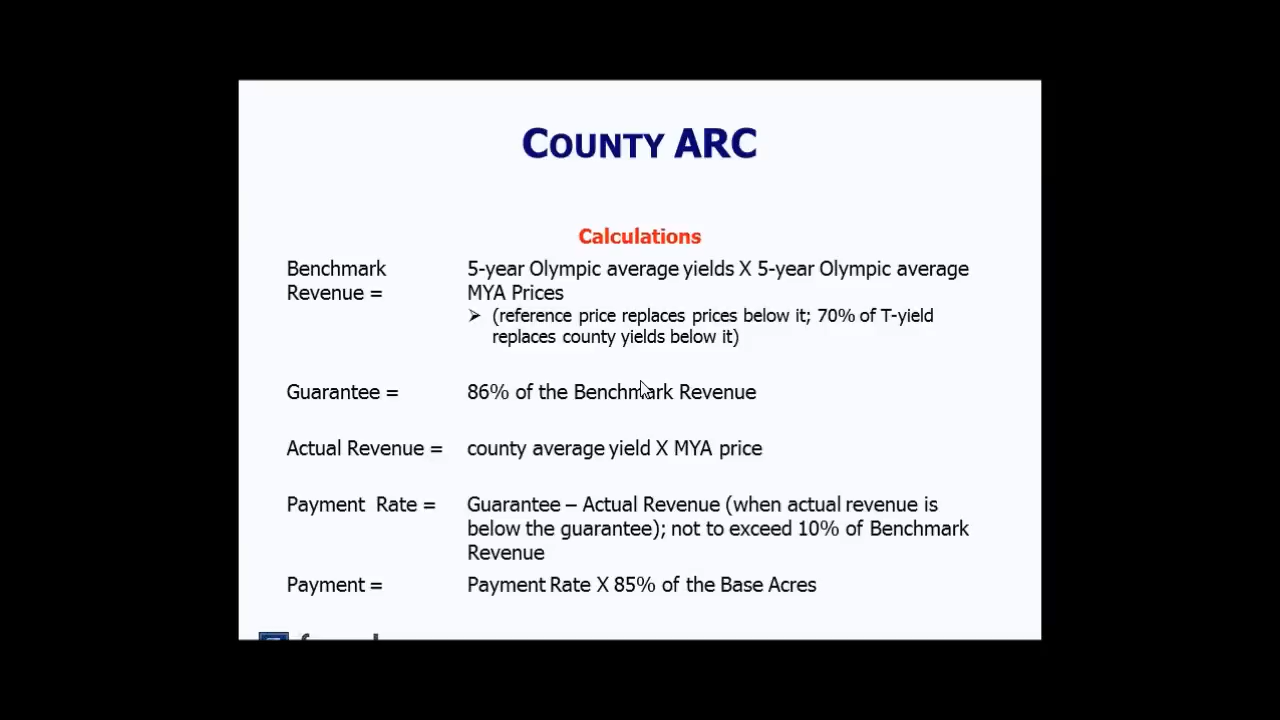 COUNTY ARC
Calculations
Benchmark
Revenue =
5-year Olympic average yields X 5-year Olympic average
MYA Prices
(reference price replaces prices below it; 70% of T-yield
replaces county yields below it)
Guarantee =
86% of the Benchmark Revenue
Actual Revenue =
county average yield X MYA price
Payment Rate =
Guarantee – Actual Revenue (when actual revenue is
below the guarantee); not to exceed 10% of Benchmark
Revenue
Payment =
Payment Rate X 85% of the Base Acres